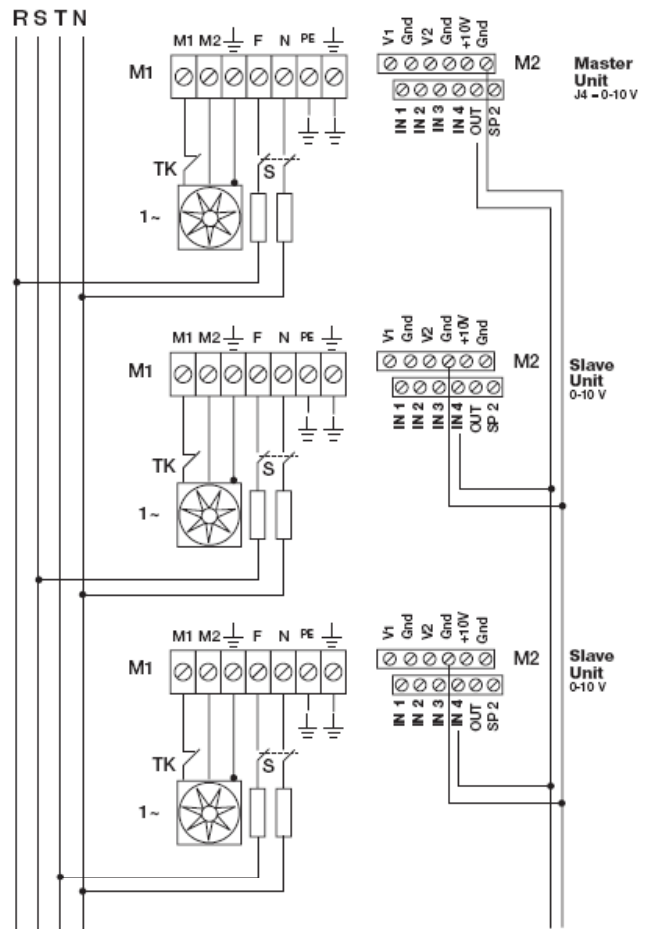 R S T N
M1 M2 F N PE
M1
TK
S
1~
V1 Gnd V2 Gnd +10V Gnd
M2
IN 1 IN 2 IN 3 IN 4 OUT SP 2
Master
Unit
J4 – 0-10 V
M1 M2 F N PE
M1
TK
S
1~
V1 Gnd V2 Gnd +10V Gnd
M2
IN 1 IN 2 IN 3 IN 4 OUT SP 2
Slave
Unit
0-10 V
M1 M2 F N PE
M1
TK
S
1~
V1 Gnd V2 Gnd +10V Gnd
M2
IN 1 IN 2 IN 3 IN 4 OUT SP 2
Slave
Unit
0-10 V